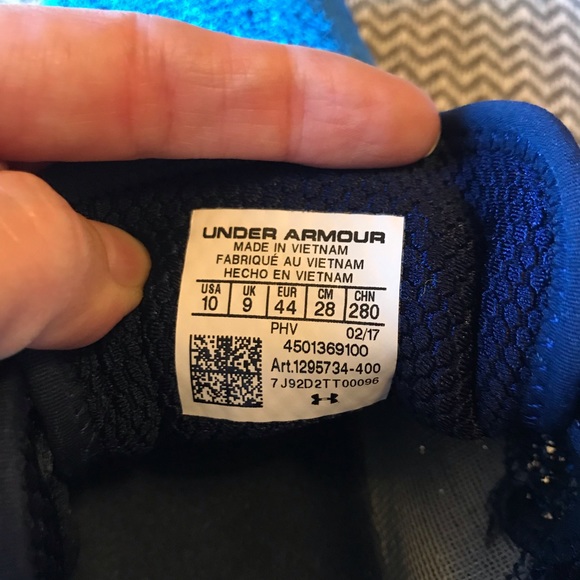 UNDER ARMOUR
MADE IN VIETNAM
FABRIQUÉ AU VIETNAM
HECHO EN VIETNAM
USA UK EUR CM CHN
10 9 44 28 280
PHV 02/17
4501369100
Art.1295734-400
7J92D2TT00096